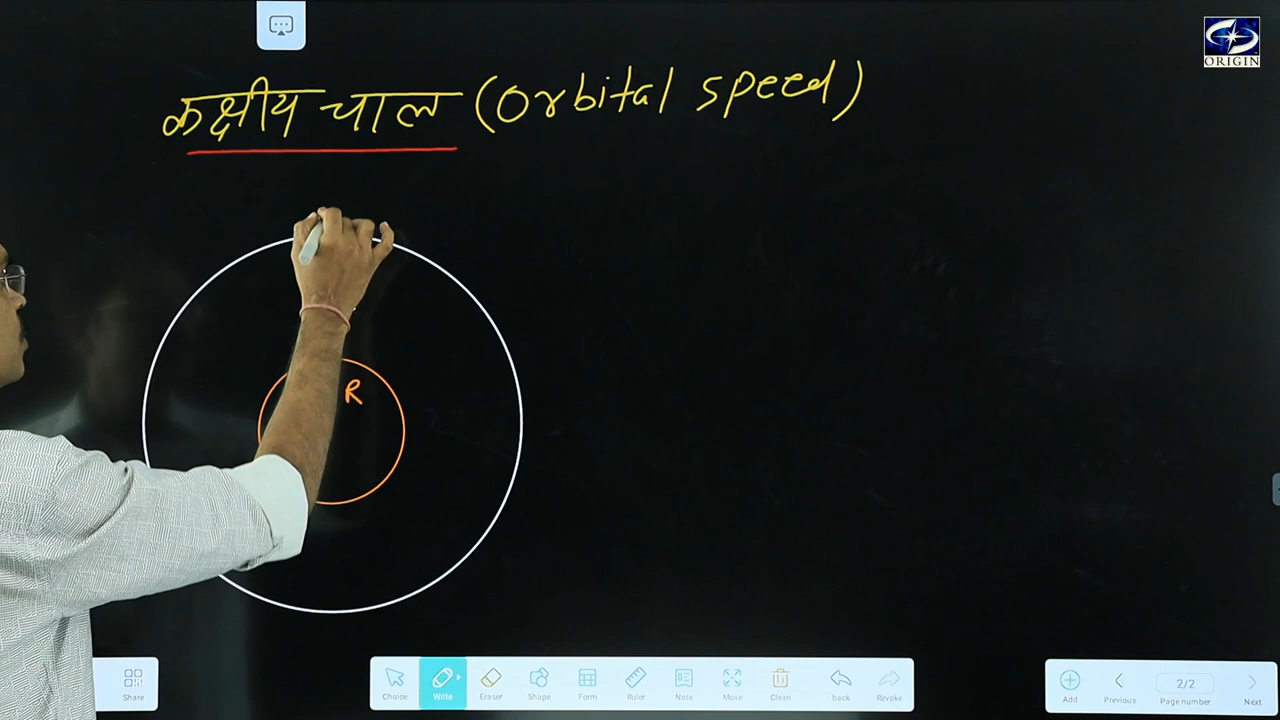 कक्षीय चाल (Orbital speed)
ORIGIN
R
Share
Choice Write Eraser Shape Form Ruler Note Move Clean back Revoke
Add Previous 2/2 Page number Next